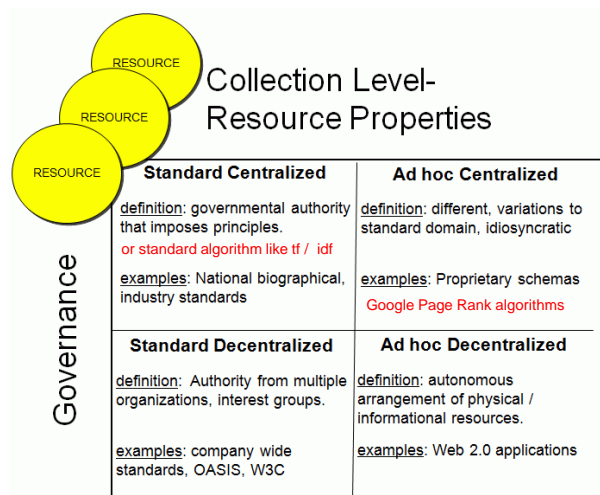 RESOURCE
RESOURCE
RESOURCE
Collection Level-
Resource Properties
Governance
Standard Centralized
definition: governmental authority
that imposes principles.
or standard algorithm like tf / idf
examples: National biographical,
industry standards
Ad hoc Centralized
definition: different, variations to
standard domain, idiosyncratic
examples: Proprietary schemas
Google Page Rank algorithms
Standard Decentralized
definition: Authority from multiple
organizations, interest groups.
examples: company wide
standards, OASIS, W3C
Ad hoc Decentralized
definition: autonomous
arrangement of physical /
informational resources.
examples: Web 2.0 applications